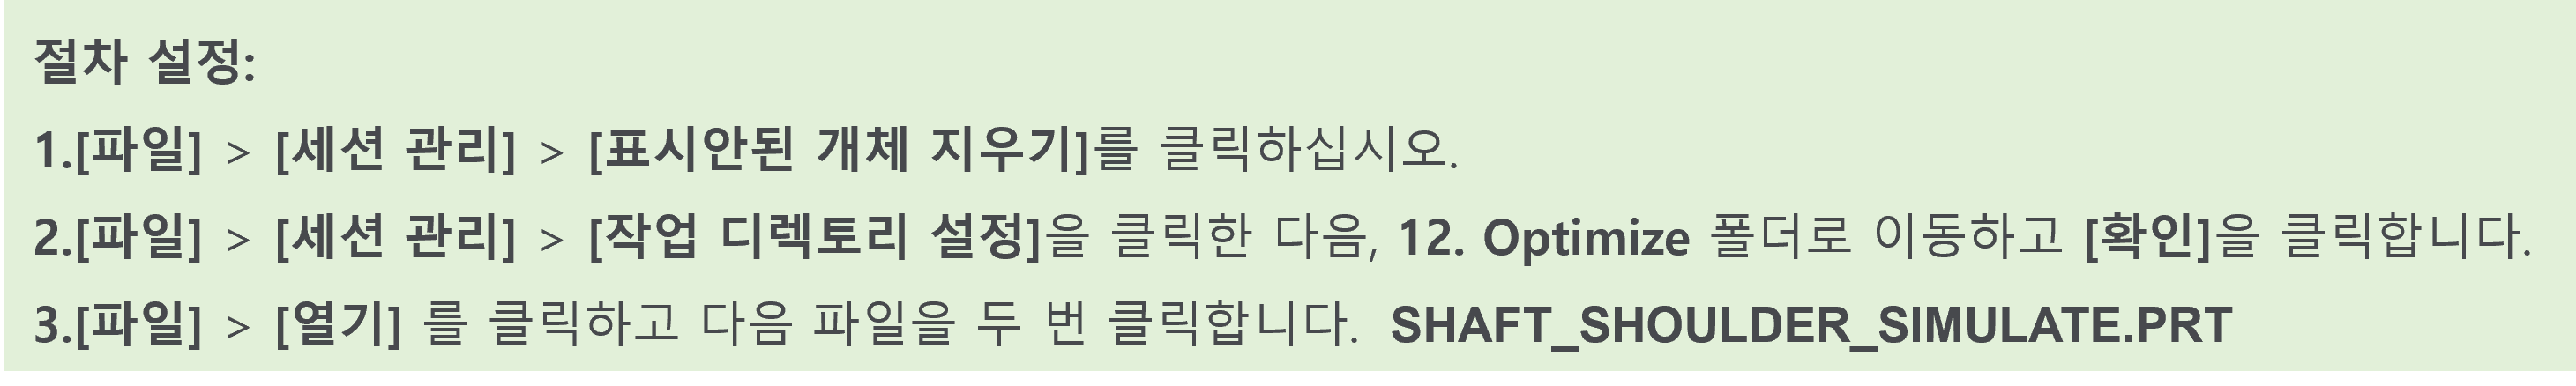 절차 설정:
1.[파일] > [세션 관리] > [표시안된 개체 지우기]를 클릭하십시오.
2.[파일] > [세션 관리] > [작업 디렉토리 설정]을 클릭한 다음, 12. Optimize 폴더로 이동하고 [확인]을 클릭합니다.
3.[파일] > [열기] 를 클릭하고 다음 파일을 두 번 클릭합니다. SHAFT_SHOULDER_SIMULATE.PRT